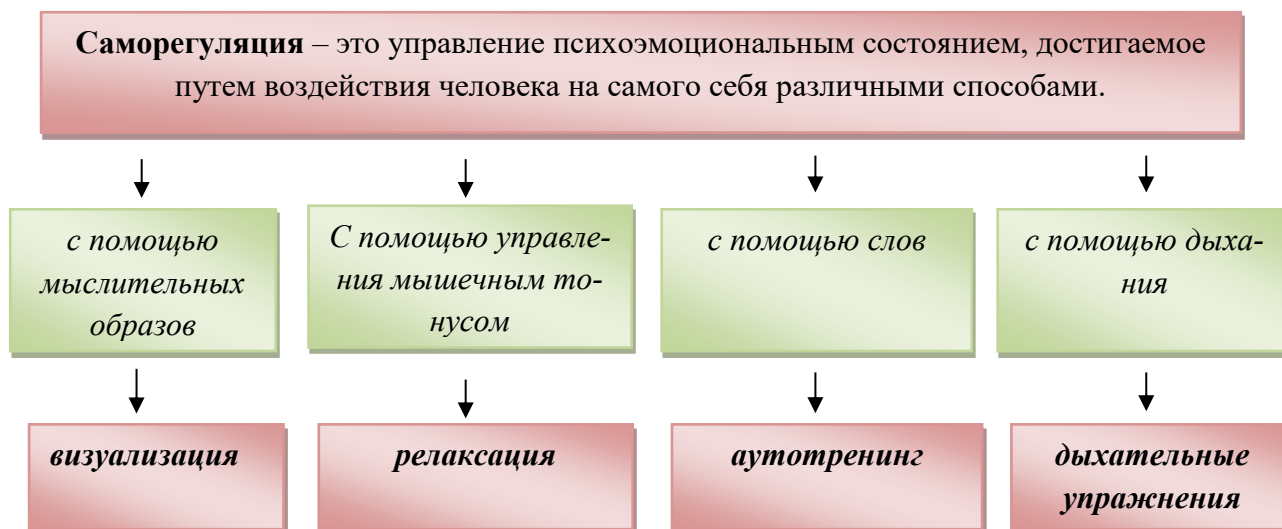 Саморегуляция – это управление психоэмоциональным состоянием, достигаемое
путем воздействия человека на самого себя различными способами.
с помощью
мыслительных
образов
С помощью управле-
ния мышечным то-
нусом
с помощью слов
с помощью дыха-
ния
визуализация
релаксация
аутотренинг
дыхательные
упражнения